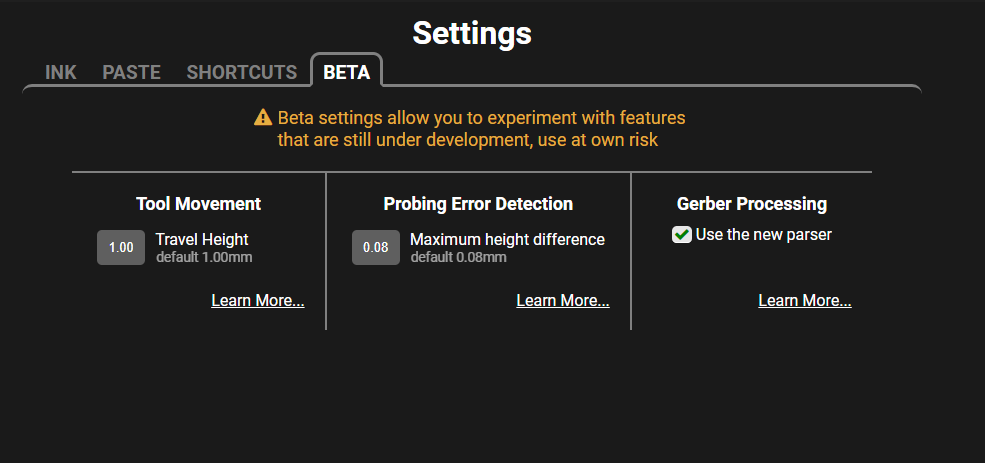 Settings
INK PASTE SHORTCUTS BETA
Beta settings allow you to experiment with features
that are still under development, use at own risk
Tool Movement
1.00 Travel Height
default 1.00mm
Learn More...
Probing Error Detection
0.08 Maximum height difference
default 0.08mm
Learn More...
Gerber Processing
Use the new parser
Learn More...